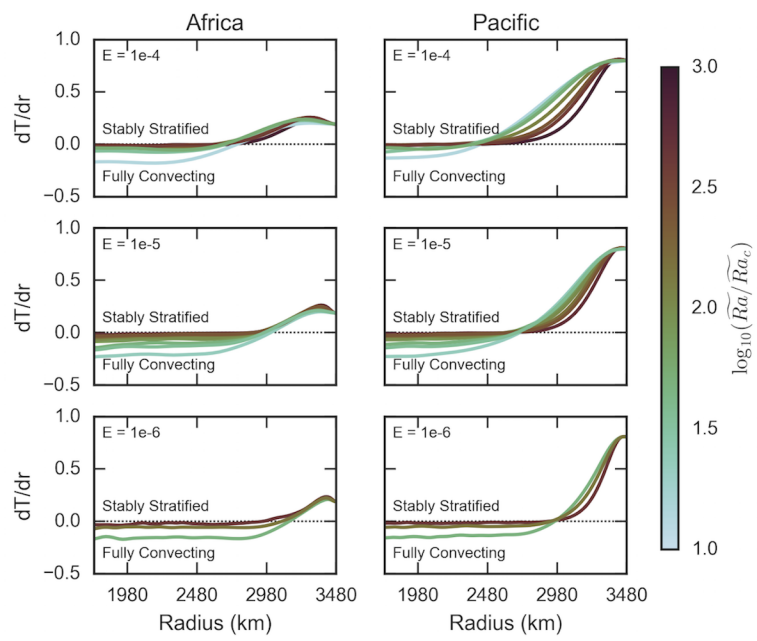 Africa Pacific
1.0 E = 1e-4 E = 1e-4 3.0
0.5
dT/dr Stably Stratified Stably Stratified
0.0
Fully Convecting Fully Convecting
−0.5 2.5
1.0 E = 1e-5 E = 1e-5
0.5
dT/dr Stably Stratified Stably Stratified 2.0
0.0
Fully Convecting Fully Convecting
−0.5
log₁₀(R̃a/R̃a_c)
1.0 E = 1e-6 E = 1e-6 1.5
0.5
dT/dr Stably Stratified Stably Stratified
0.0
Fully Convecting Fully Convecting 1.0
−0.5
1980 2480 2980 3480 1980 2480 2980 3480
Radius (km) Radius (km)